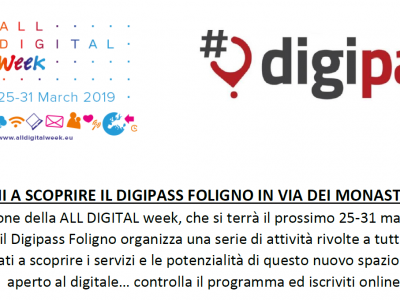 ALL
DIGITAL
week
25-31 March 2019
www.alldigitalweek.eu
#digipa
NI A SCOPRIRE IL DIGIPASS FOLIGNO IN VIA DEI MONAST
one della ALL DIGITAL week, che si terrà il prossimo 25-31 ma
il Digipass Foligno organizza una serie di attività rivolte a tutt
ati a scoprire i servizi e le potenzialità di questo nuovo spazio
aperto al digitale... controlla il programma ed iscriviti online